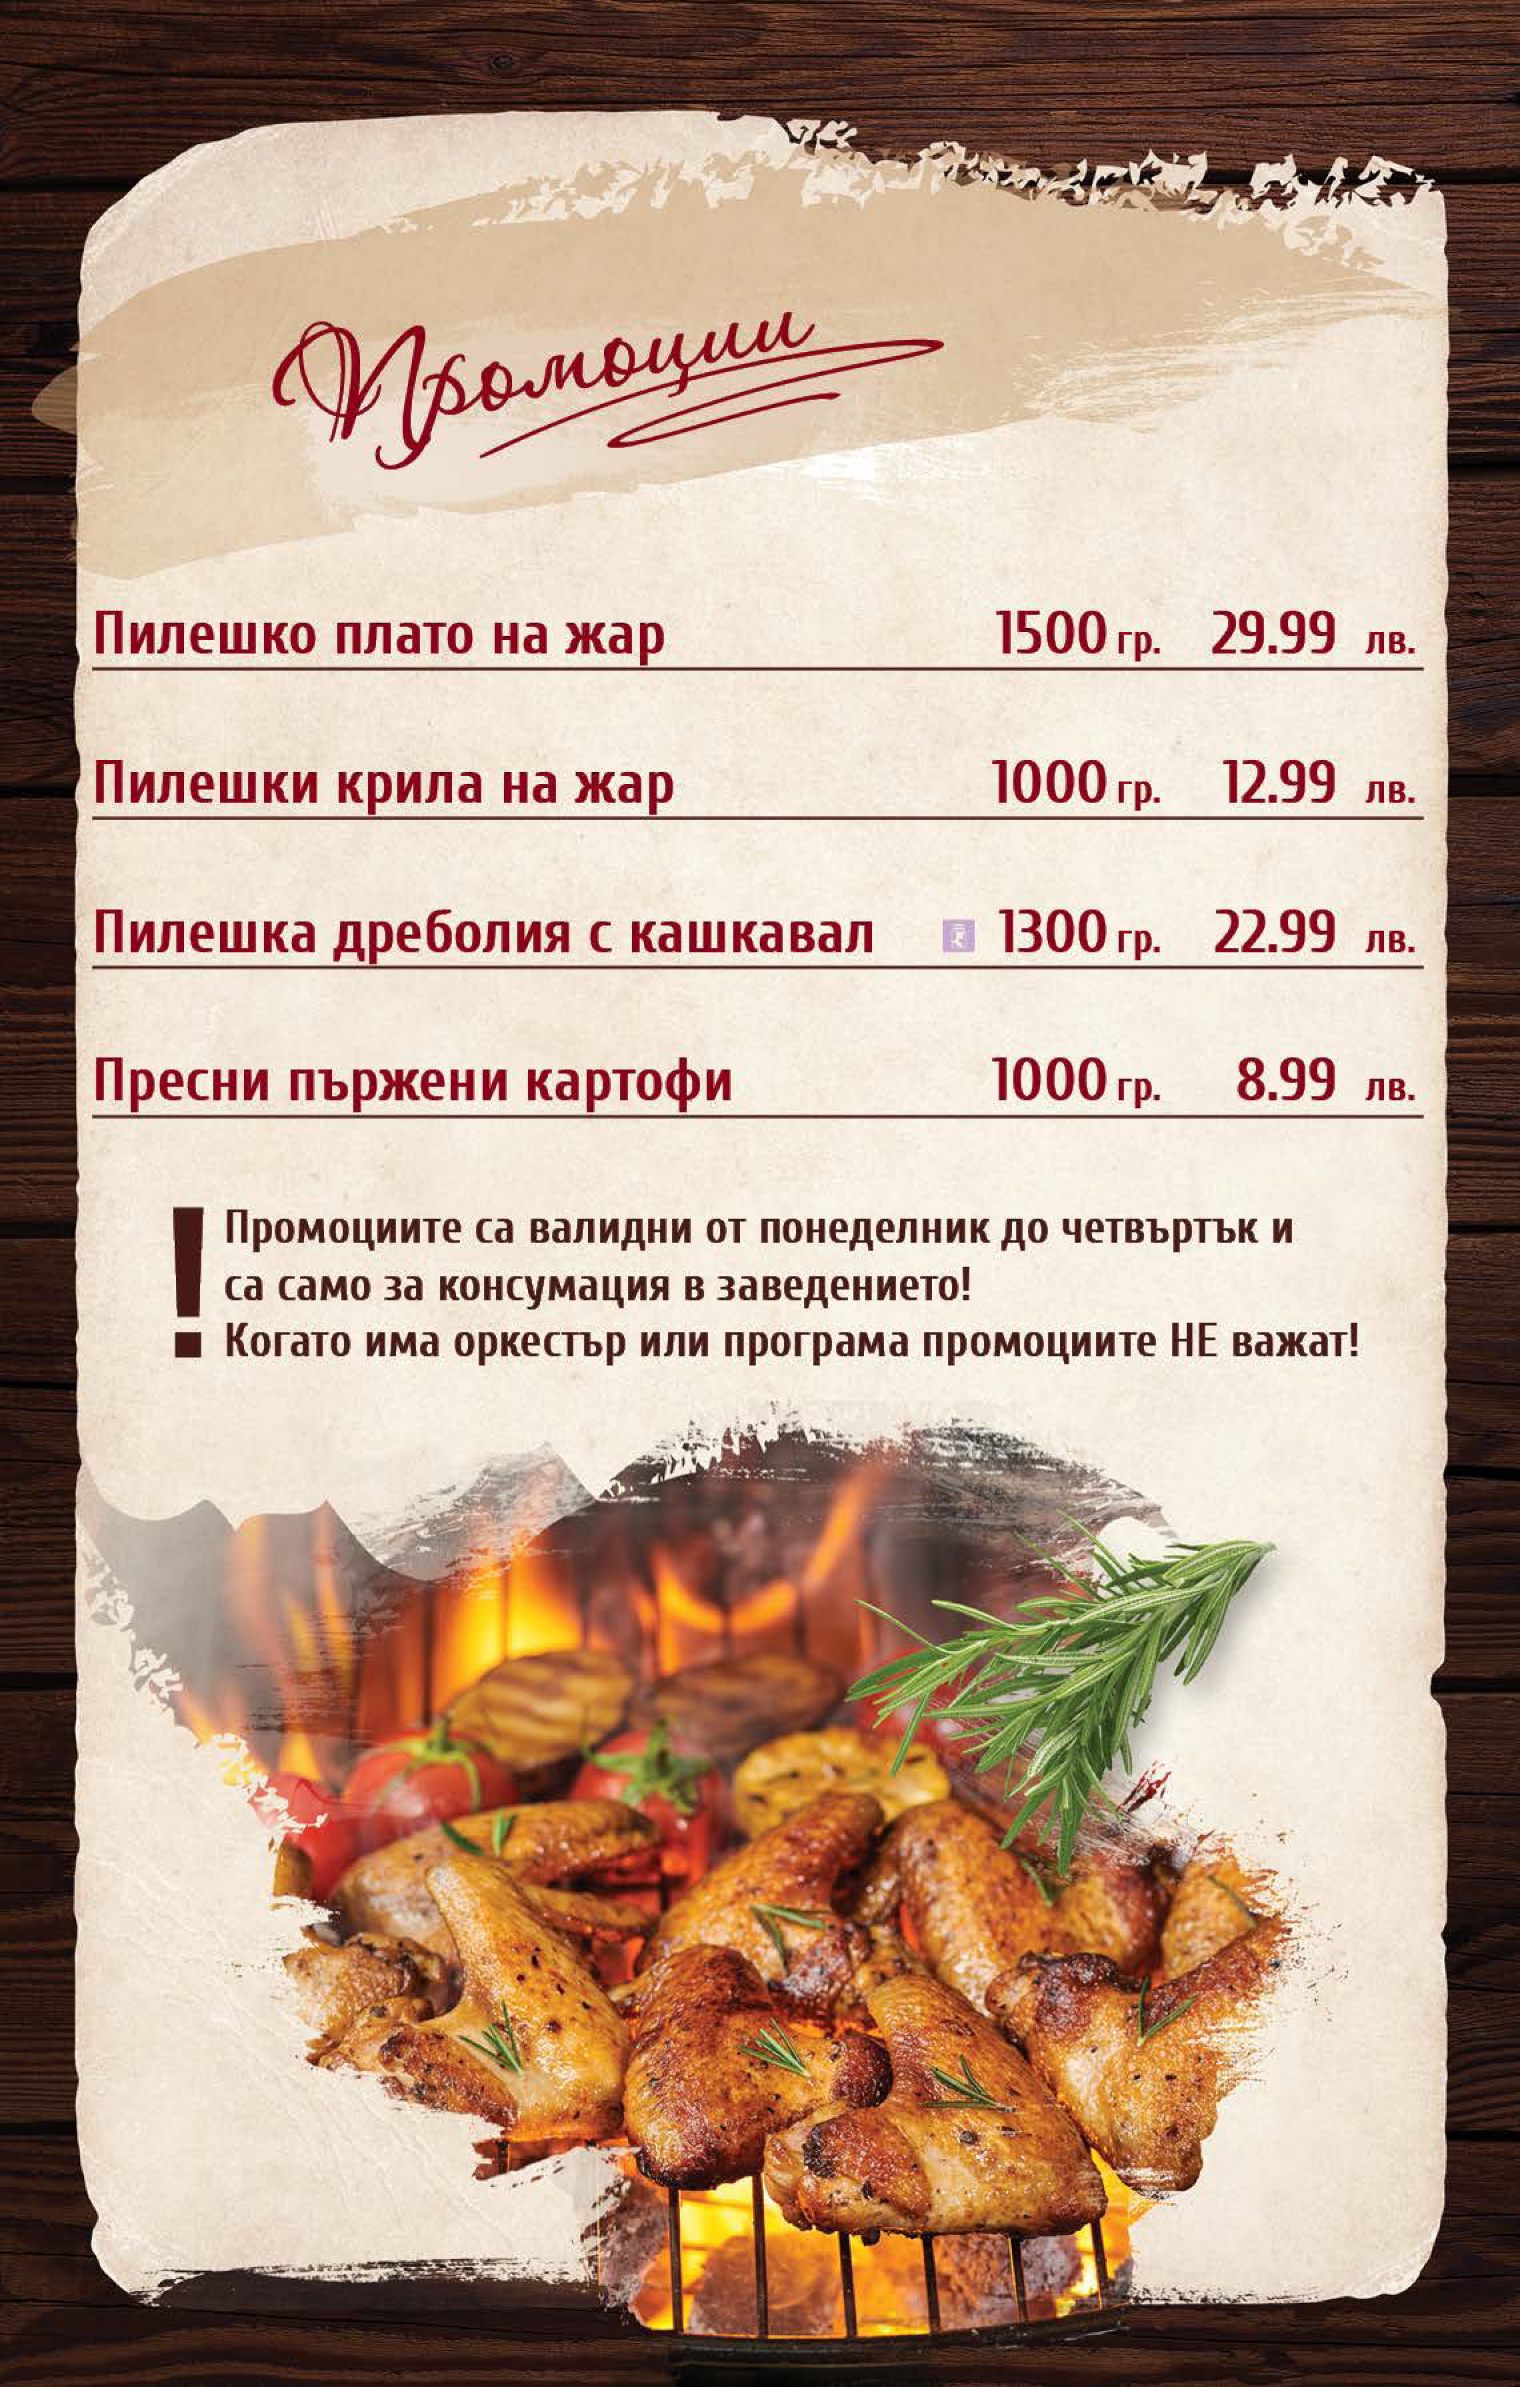 Промоции
Пилешко плато на жар 1500 гр. 29.99 лв.
Пилешки крила на жар 1000 гр. 12.99 лв.
Пилешка дреболия с кашкавал 1300 гр. 22.99 лв.
Пресни пържени картофи 1000 гр. 8.99 лв.
! Промоциите са валидни от понеделник до четвъртък и
са само за консумация в заведението!
Когато има оркестър или програма промоциите НЕ важат!